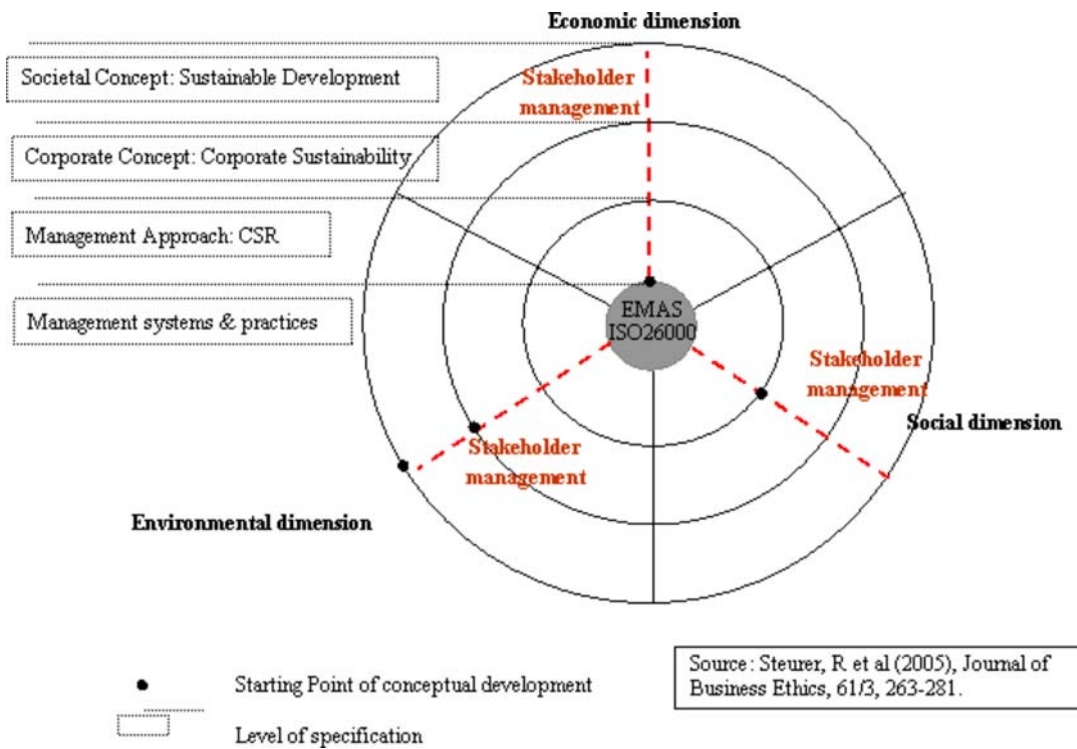 Economic dimension
Societal Concept: Sustainable Development
Stakeholder
management
Corporate Concept: Corporate Sustainability
Management Approach: CSR
Management systems & practices
EMAS
ISO26000
Stakeholder
management
Social dimension
Stakeholder
management
Environmental dimension
Starting Point of conceptual development
Level of specification
Source: Steurer, R et al (2005), Journal of
Business Ethics, 61/3, 263-281.